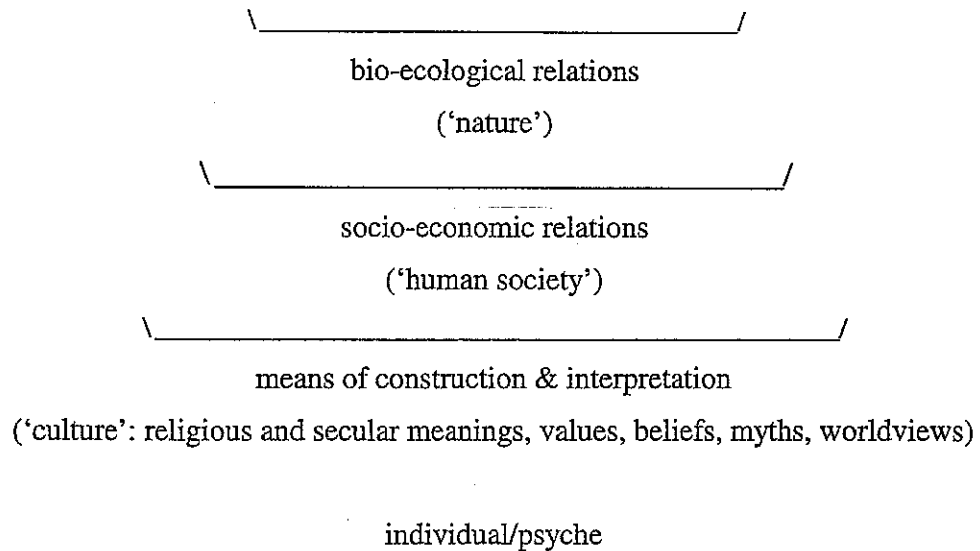 bio-ecological relations
(‘nature’)
socio-economic relations
(‘human society’)
means of construction & interpretation
(‘culture’: religious and secular meanings, values, beliefs, myths, worldviews)
individual/psyche